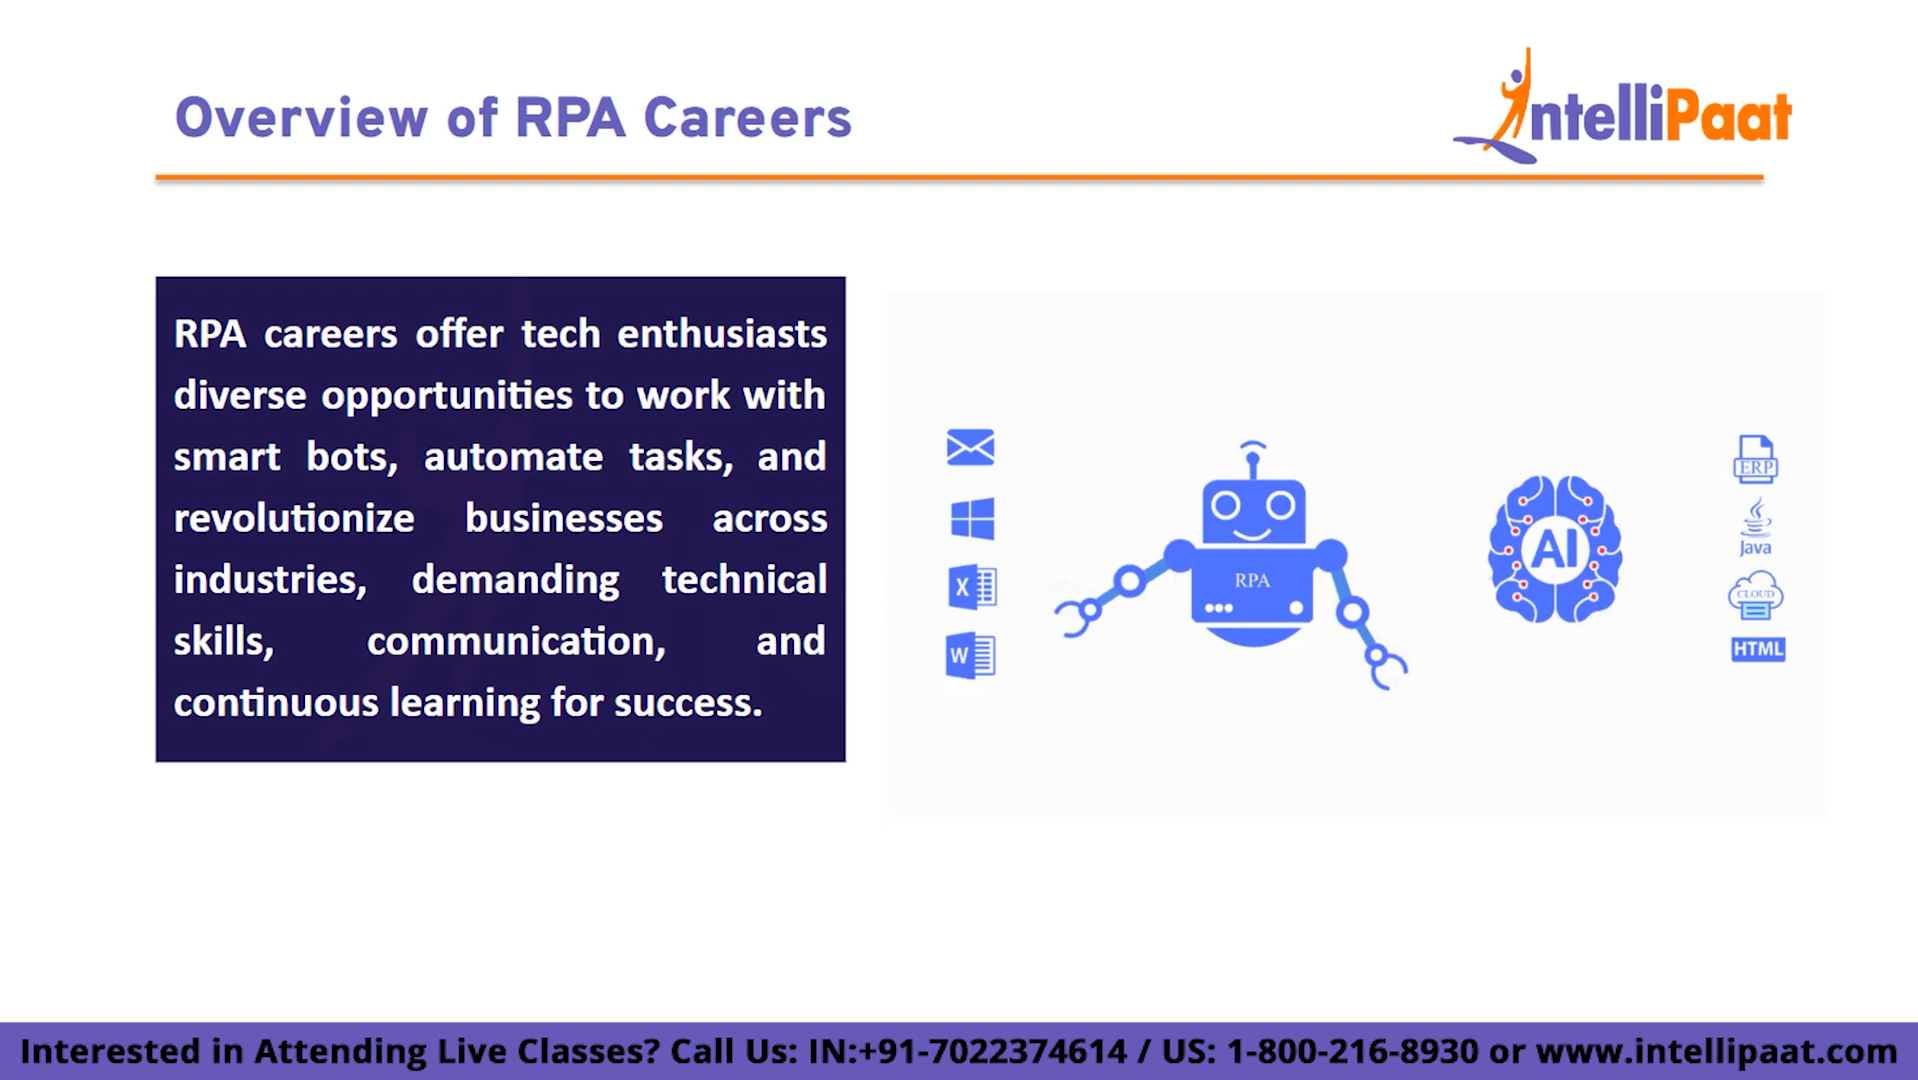 Overview of RPA Careers
IntelliPaat
RPA careers offer tech enthusiasts
diverse opportunities to work with
smart bots, automate tasks, and
revolutionize businesses across
industries, demanding technical
skills, communication, and
continuous learning for success.
X
W
RPA
AI
ERP
Java
CLOUD
HTML
Interested in Attending Live Classes? Call Us: IN:+91-7022374614 / US: 1-800-216-8930 or www.intellipaat.com